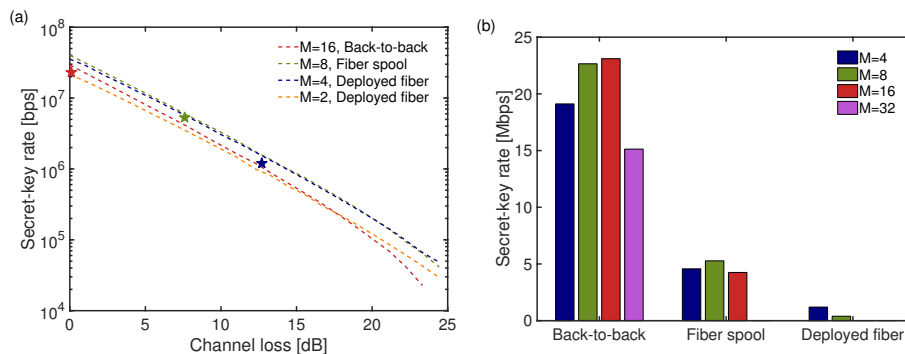 (a)
10^8
10^7
10^6
10^5
10^4
Secret-key rate [bps]
M=16, Back-to-back
M=8, Fiber spool
M=4, Deployed fiber
M=2, Deployed fiber
0 5 10 15 20 25
Channel loss [dB]
(b)
25
20
15
10
5
0
Secret-key rate [Mbps]
M=4
M=8
M=16
M=32
Back-to-back Fiber spool Deployed fiber